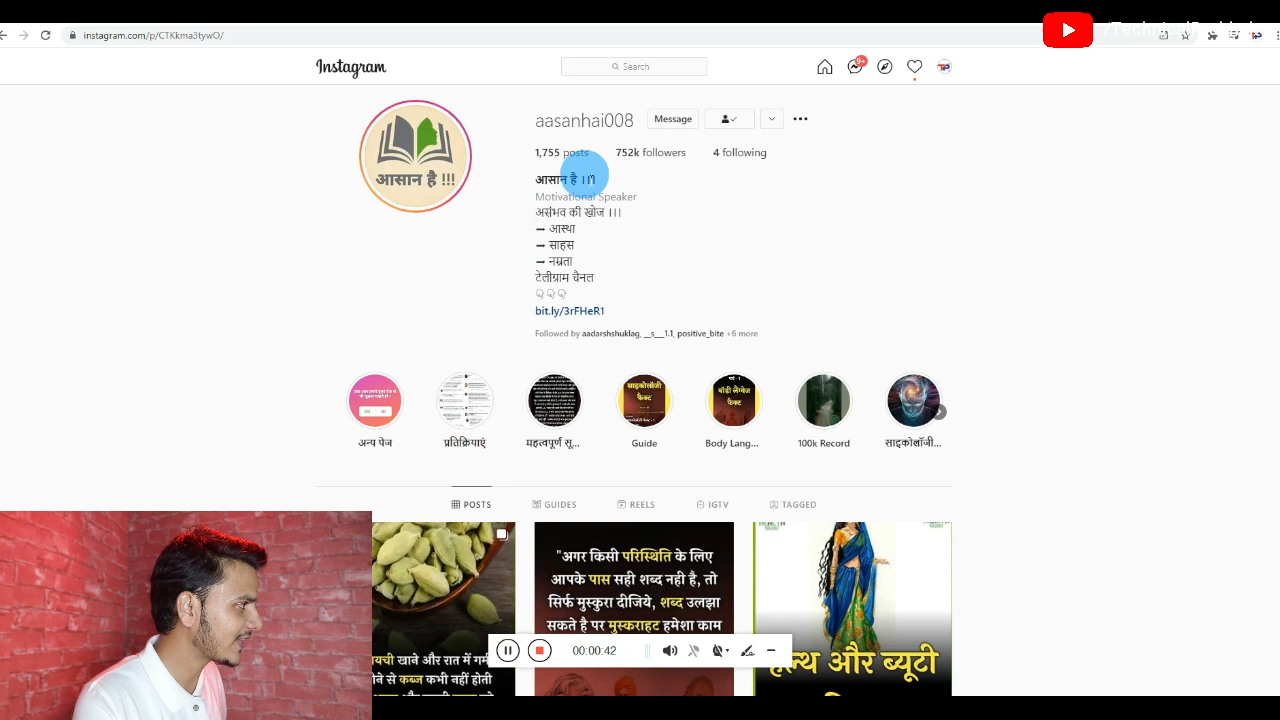 instagram.com/p/CTKkma3tywO/
Instagram
Search
9+
aasanhai008
Message
1,755 posts 752k followers 4 following
आसान है ।।।
Motivational Speaker
असंभव की खोज ।।।
➡ आस्था
➡ साहस
➡ नम्रता
टेलीग्राम चैनल
👇👇👇
bit.ly/3rFHeR1
Followed by aadarshshuklag, __s___1.1, positive_bite +6 more
आसान है !!!
साइकोलॉजी
फैक्ट
बॉडी लैंग्वेज
फैक्ट
अन्य पेज
प्रतिक्रियाएं
महत्वपूर्ण सू...
Guide
Body Lang...
100k Record
साइकोलॉजी...
POSTS GUIDES REELS IGTV TAGGED
खाने और रात में
से कब्ज कभी नहीं होती
"अगर किसी परिस्थिति के लिए
आपके पास सही शब्द नही है, तो
सिर्फ मुस्कुरा दीजिये, शब्द उलझा
सकते है पर मुस्कराहट हमेशा काम
हेल्थ और ब्यूटी
00:00:42